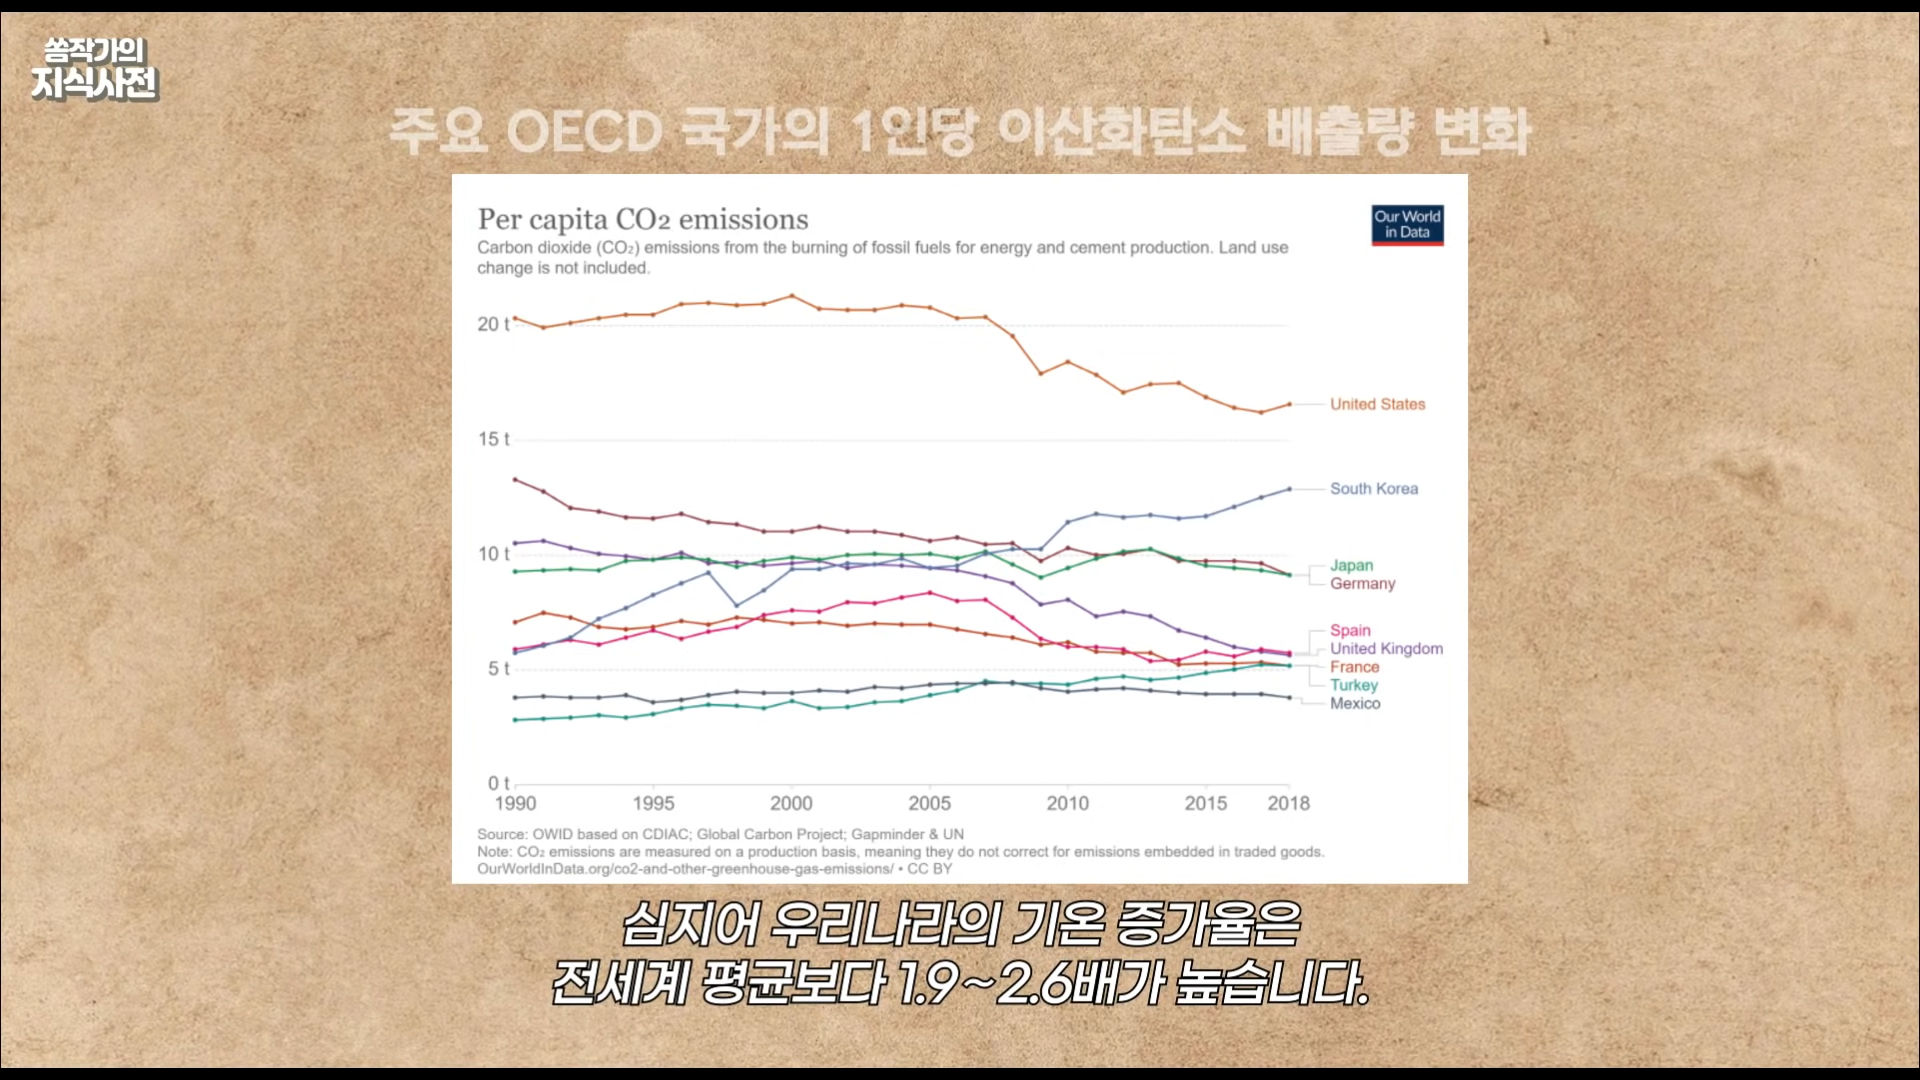 쏨작가의
지식사전
주요 OECD 국가의 1인당 이산화탄소 배출량 변화
Per capita CO₂ emissions
Our World
in Data
Carbon dioxide (CO₂) emissions from the burning of fossil fuels for energy and cement production. Land use
change is not included.
20 t
15 t
10 t
5 t
0 t
United States
South Korea
Japan
Germany
Spain
United Kingdom
France
Turkey
Mexico
1990 1995 2000 2005 2010 2015 2018
Source: OWID based on CDIAC; Global Carbon Project; Gapminder & UN
Note: CO₂ emissions are measured on a production basis, meaning they do not correct for emissions embedded in traded goods.
OurWorldInData.org/co2-and-other-greenhouse-gas-emissions/ • CC BY
심지어 우리나라의 기온 증가율은
전세계 평균보다 1.9~2.6배가 높습니다.